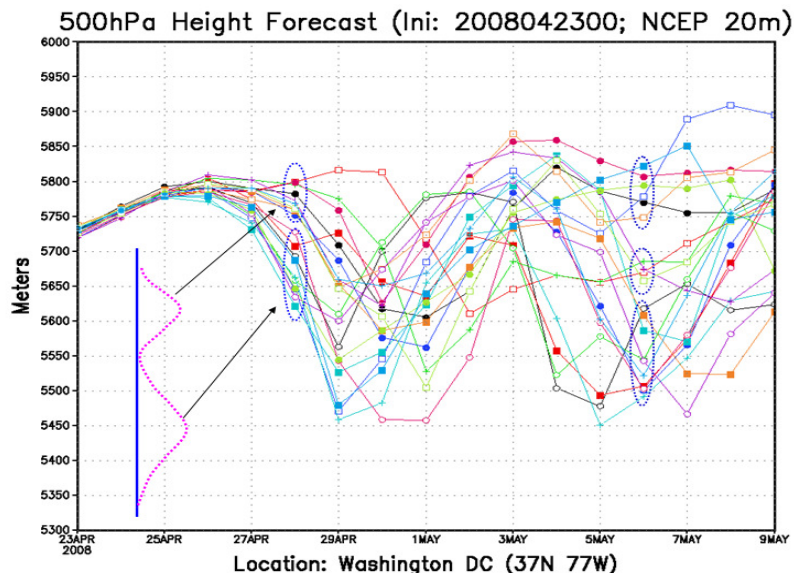 500hPa Height Forecast (Ini: 2008042300; NCEP 20m)
6000
5950
5900
5850
5800
5750
5700
5650
5600
5550
5500
5450
5400
5350
5300
Meters
23APR
2008
25APR
27APR
29APR
1MAY
3MAY
5MAY
7MAY
9MAY
Location: Washington DC (37N 77W)